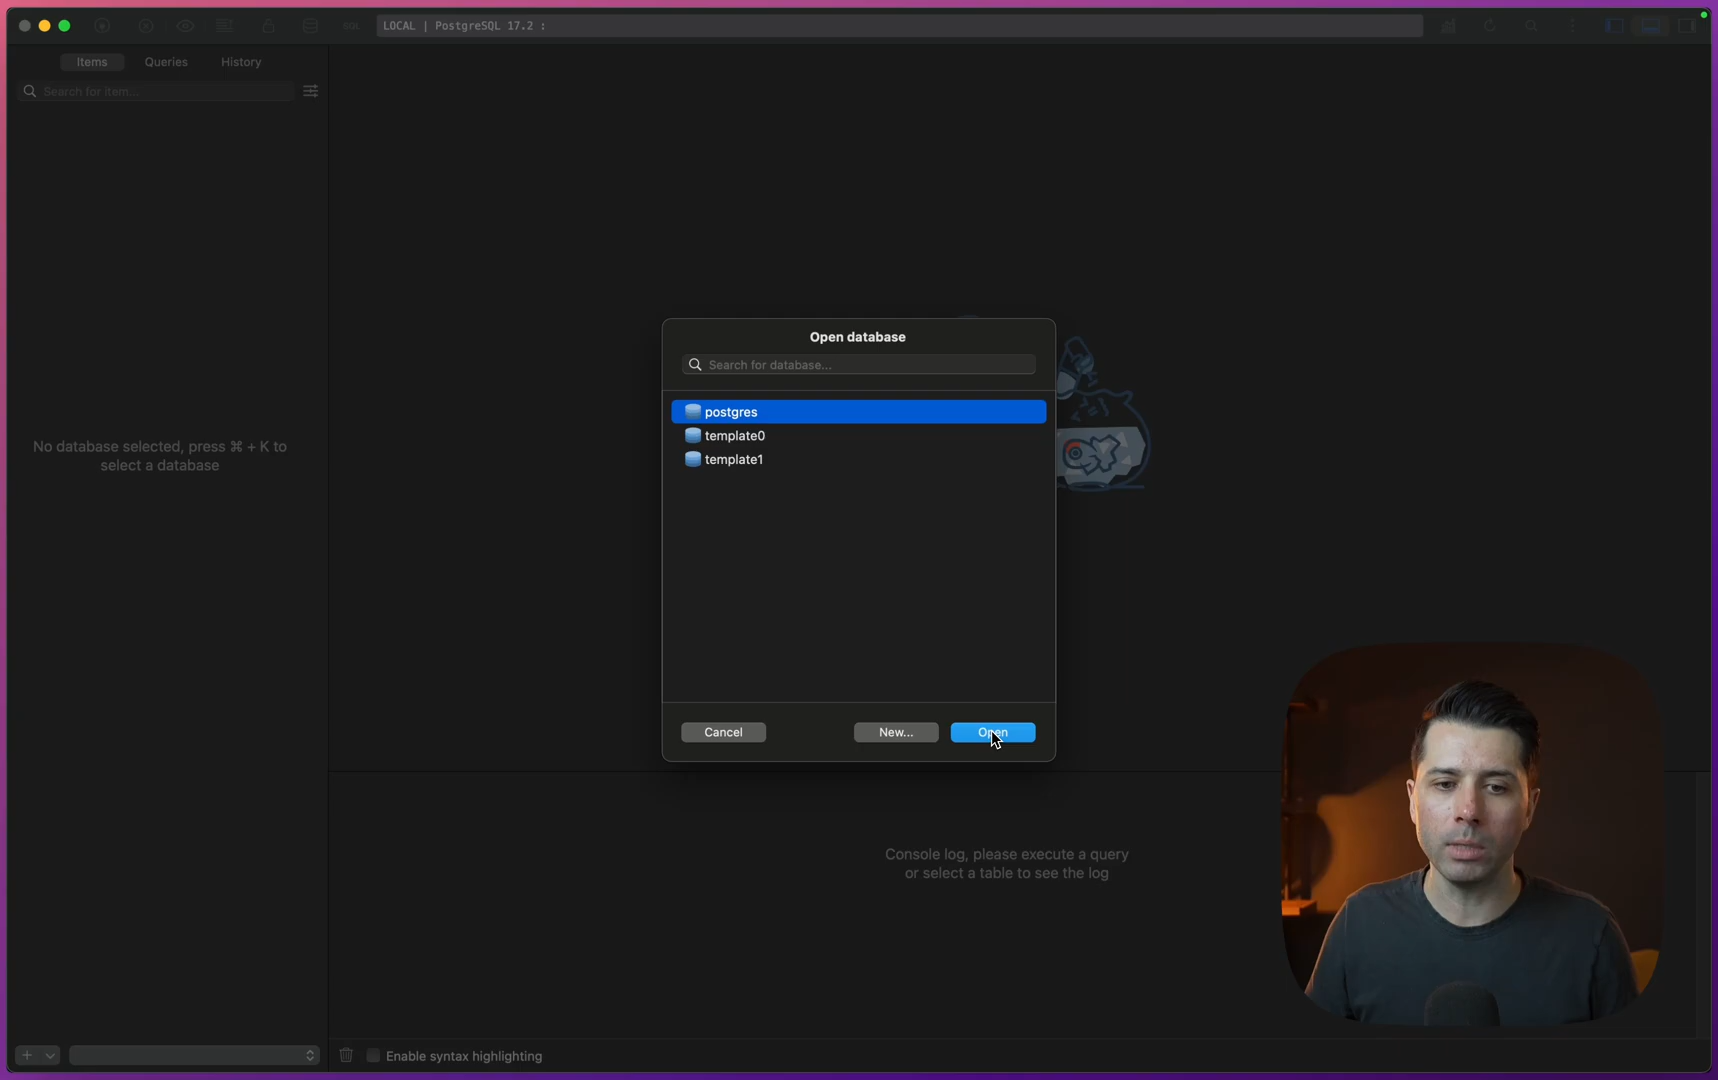 SQL
LOCAL | PostgreSQL 17.2 :
Items
Queries
History
Search for item...
No database selected, press ⌘ + K to
select a database
Open database
Search for database...
postgres
template0
template1
Cancel
New...
Open
Console log, please execute a query
or select a table to see the log
Enable syntax highlighting